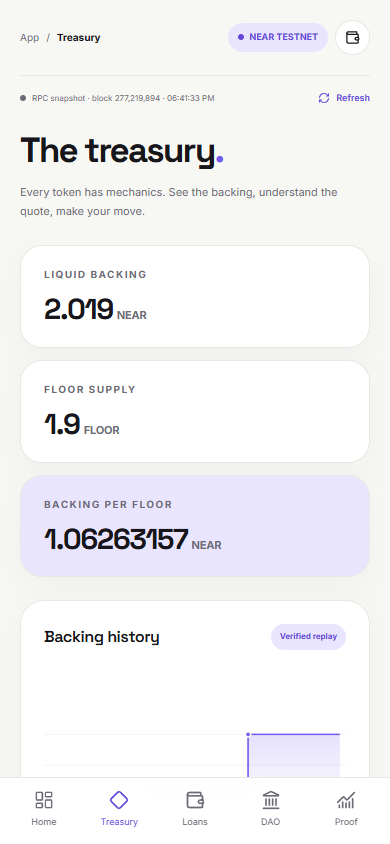 App / Treasury
NEAR TESTNET
RPC snapshot · block 277,219,894 · 06:41:33 PM
Refresh
The treasury.
Every token has mechanics. See the backing, understand the
quote, make your move.
LIQUID BACKING
2.019 NEAR
FLOOR SUPPLY
1.9 FLOOR
BACKING PER FLOOR
1.06263157 NEAR
Backing history
Verified replay
Home
Treasury
Loans
DAO
Proof